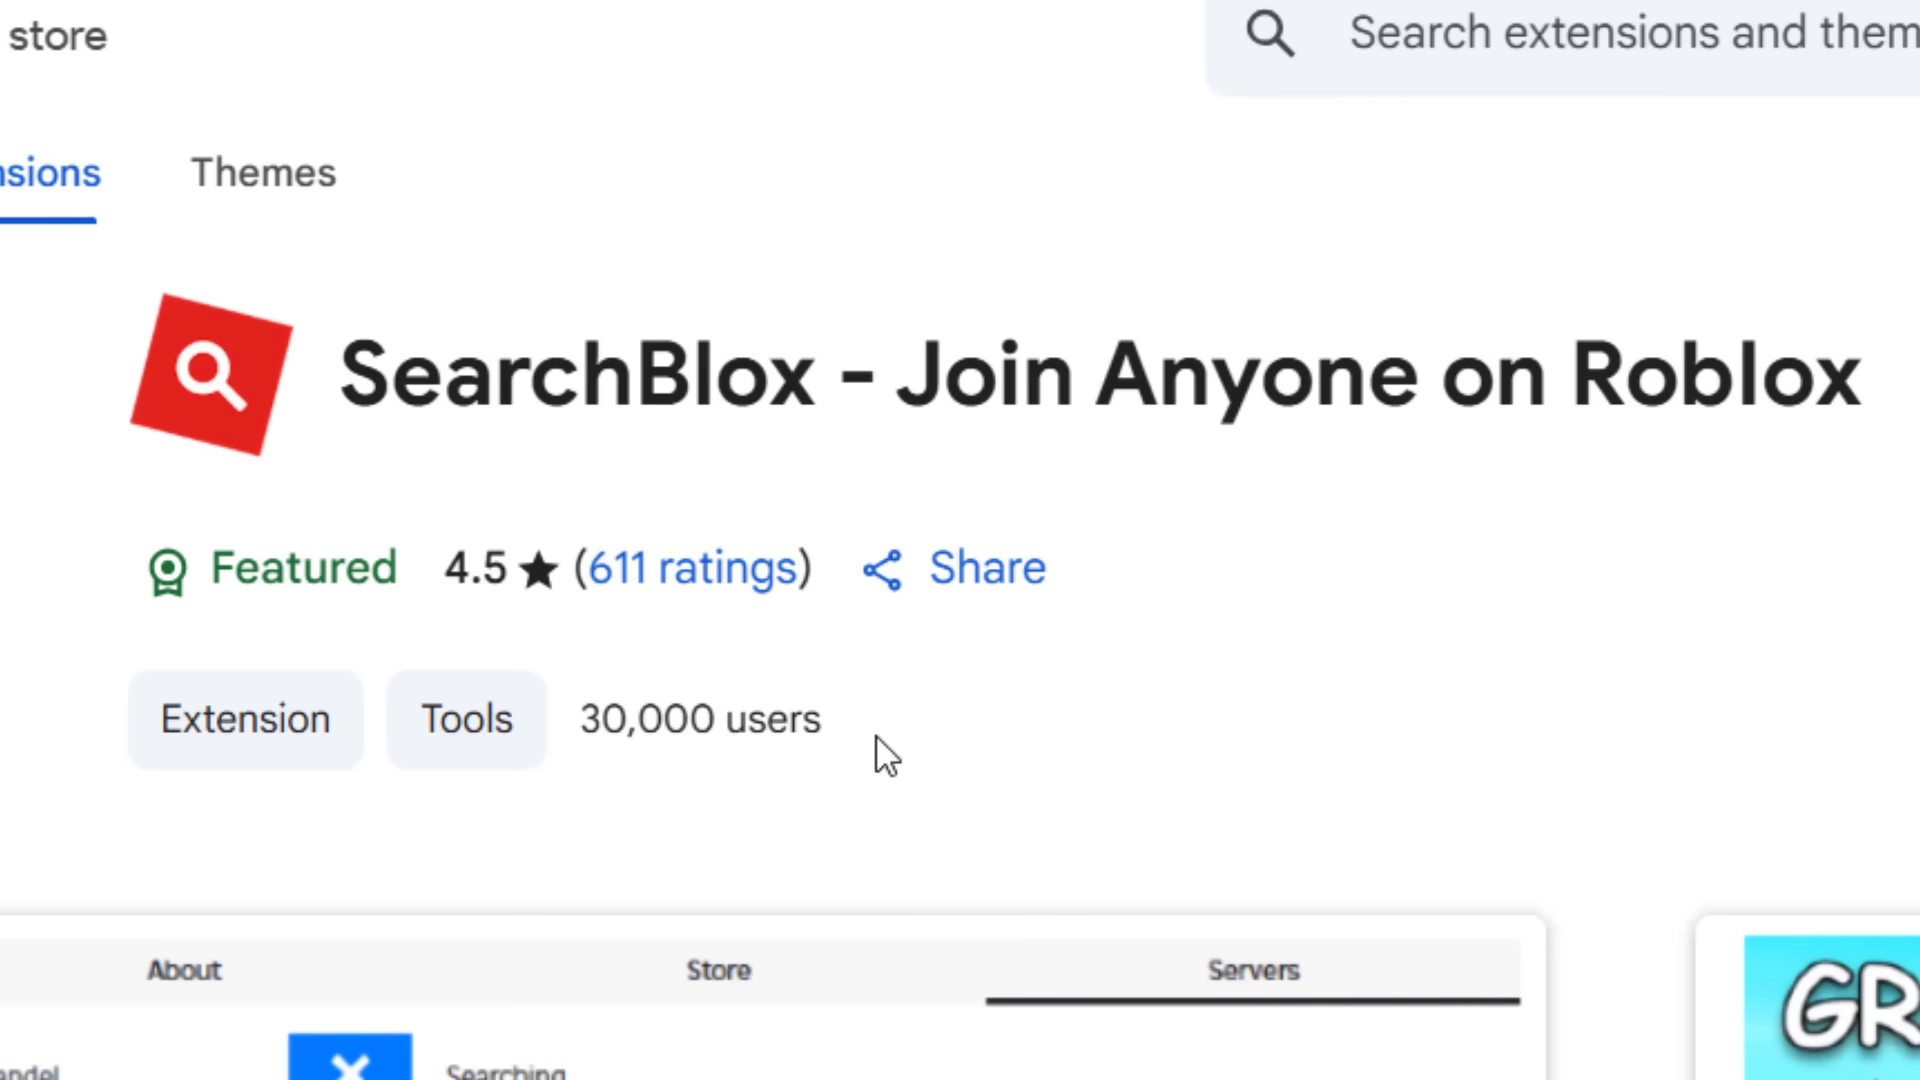 store
Search extensions and them
nsions
Themes
SearchBlox - Join Anyone on Roblox
Featured 4.5★ (611 ratings) Share
Extension Tools 30,000 users
About Store Servers
GR
Searching